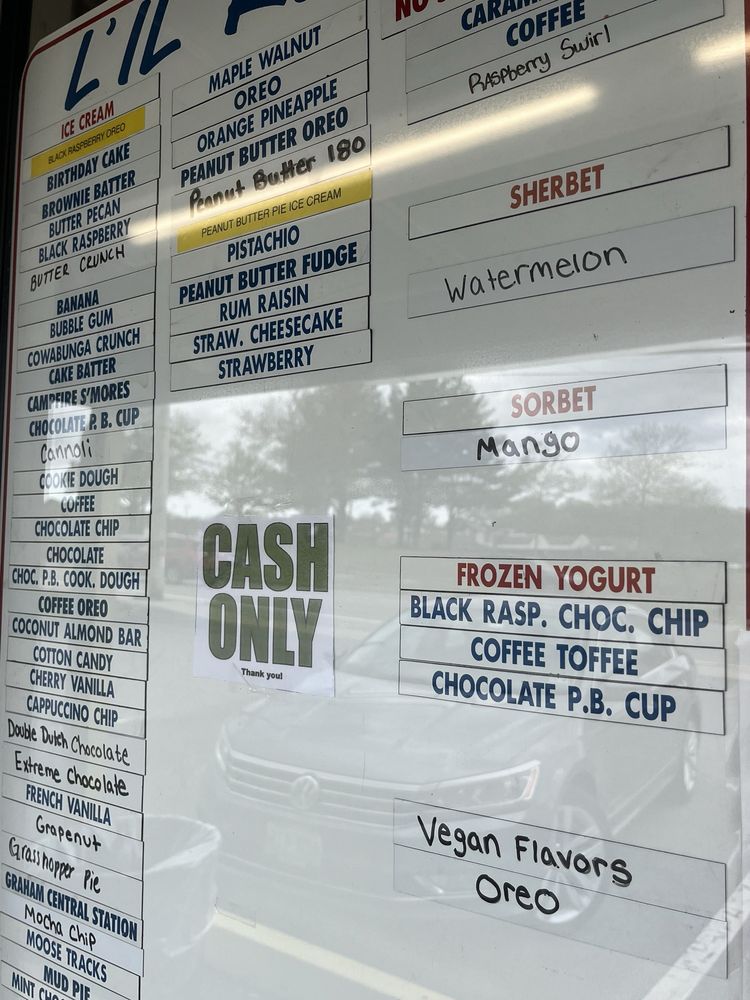 L'IL
ICE CREAM
BLACK RASPBERRY OREO
BIRTHDAY CAKE
BROWNIE BATTER
BUTTER PECAN
BLACK RASPBERRY
BUTTER CRUNCH
BANANA
BUBBLE GUM
COWABUNGA CRUNCH
CAKE BATTER
CAMPFIRE S'MORES
CHOCOLATE P.B. CUP
Cannoli
COOKIE DOUGH
COFFEE
CHOCOLATE CHIP
CHOCOLATE
CHOC. P.B. COOK. DOUGH
COFFEE OREO
COCONUT ALMOND BAR
COTTON CANDY
CHERRY VANILLA
CAPPUCCINO CHIP
Double Dutch Chocolate
Extreme Chocolate
FRENCH VANILLA
Grapenut
Grasshopper Pie
GRAHAM CENTRAL STATION
Mocha Chip
MOOSE TRACKS
MUD PIE
MINT
MAPLE WALNUT
OREO
ORANGE PINEAPPLE
PEANUT BUTTER OREO
Peanut Butter 180
PEANUT BUTTER PIE ICE CREAM
PISTACHIO
PEANUT BUTTER FUDGE
RUM RAISIN
STRAW. CHEESECAKE
STRAWBERRY
CASH
ONLY
Thank you!
NO
COFFEE
RASpberry Swirl
SHERBET
Watermelon
SORBET
Mango
FROZEN YOGURT
BLACK RASP. CHOC. CHIP
COFFEE TOFFEE
CHOCOLATE P.B. CUP
Vegan Flavors
Oreo